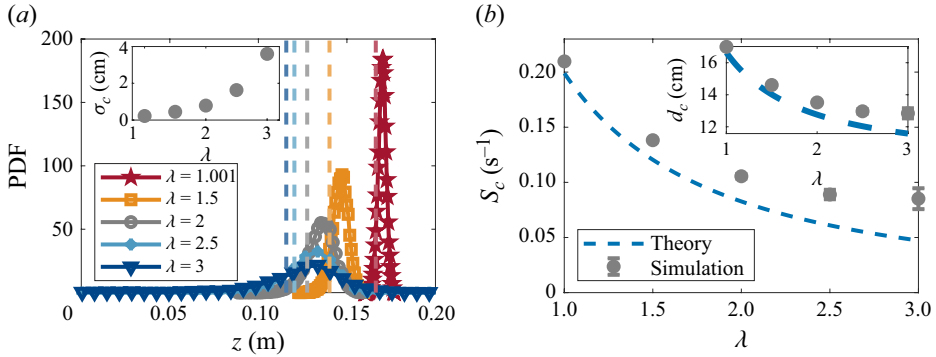 (a)
200
150
100
50
0
PDF
4
2
0
σc (cm)
1
2
3
λ
λ = 1.001
λ = 1.5
λ = 2
λ = 2.5
λ = 3
0
0.05
0.10
0.15
0.20
z (m)
(b)
0.20
0.15
0.10
0.05
0
Sc (s−1)
16
14
12
dc (cm)
1
2
3
λ
Theory
Simulation
1.0
1.5
2.0
2.5
3.0
λ